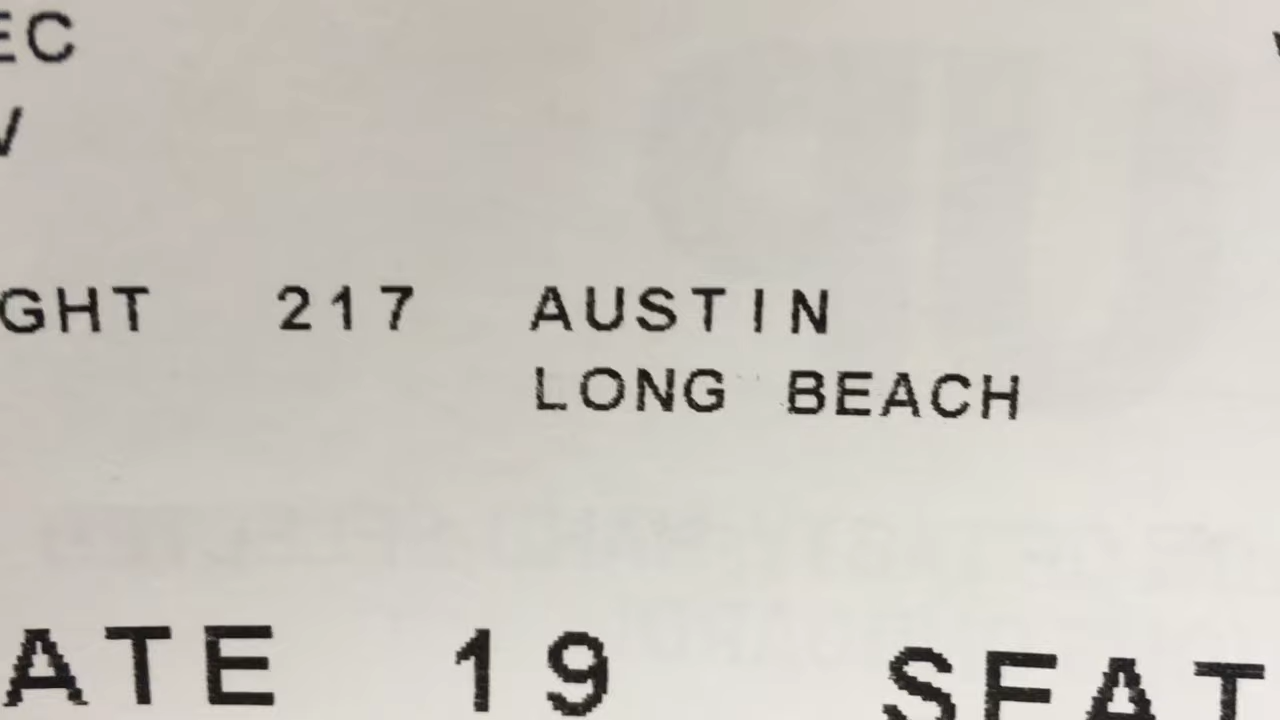 EC
V
GHT 217 AUSTIN
LONG BEACH
ATE 19 SEAT